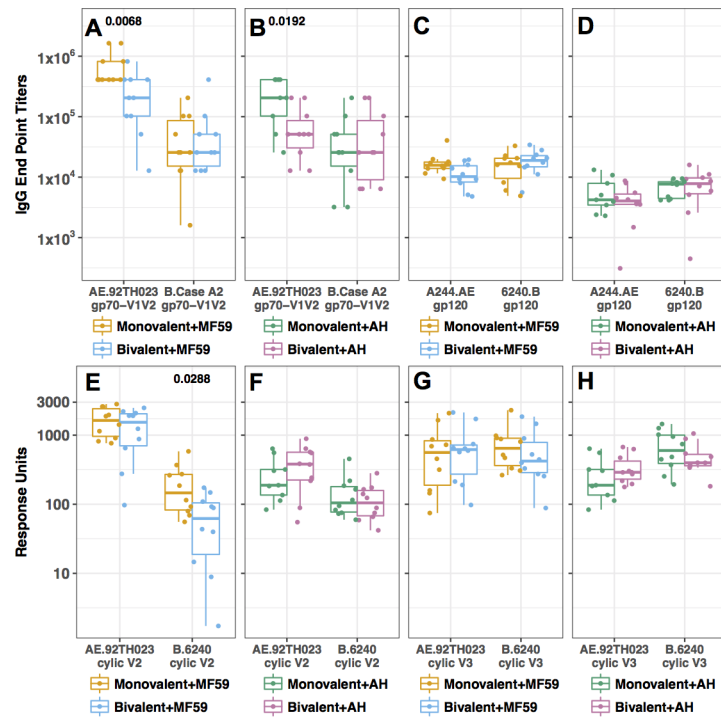 A 0.0068 B 0.0192 C D
IgG End Point Titers
1x10⁶
1x10⁵
1x10⁴
1x10³
AE.92TH023 B.Case A2 AE.92TH023 B.Case A2 A244.AE 6240.B A244.AE 6240.B
gp70−V1V2 gp70−V1V2 gp70−V1V2 gp70−V1V2 gp120 gp120 gp120 gp120
Monovalent+MF59 Monovalent+AH Monovalent+MF59 Monovalent+AH
Bivalent+MF59 Bivalent+AH Bivalent+MF59 Bivalent+AH
E 0.0288 F G H
Response Units
3000
1000
100
10
AE.92TH023 B.6240 AE.92TH023 B.6240 AE.92TH023 B.6240 AE.92TH023 B.6240
cylic V2 cylic V2 cylic V2 cylic V2 cylic V3 cylic V3 cylic V3 cylic V3
Monovalent+MF59 Monovalent+AH Monovalent+MF59 Monovalent+AH
Bivalent+MF59 Bivalent+AH Bivalent+MF59 Bivalent+AH